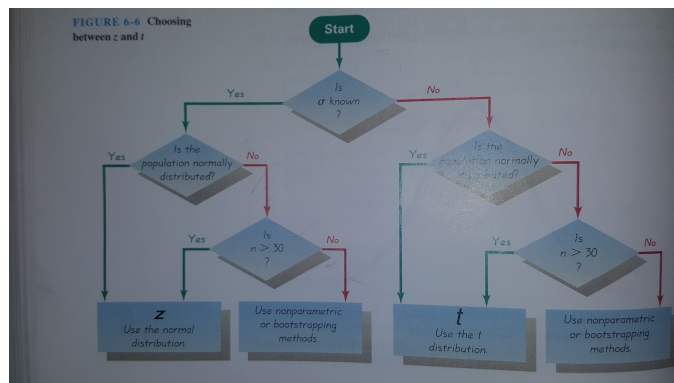 FIGURE 6-6 Choosing
between z and t
Start
Is
σ known
?
Yes
No
Is the
population normally
distributed?
Yes
No
Is the
population normally
distributed?
Yes
No
Is
n > 30
?
Yes
No
Is
n > 30
?
Yes
No
z
Use the normal
distribution.
Use nonparametric
or bootstrapping
methods.
t
Use the t
distribution.
Use nonparametric
or bootstrapping
methods.